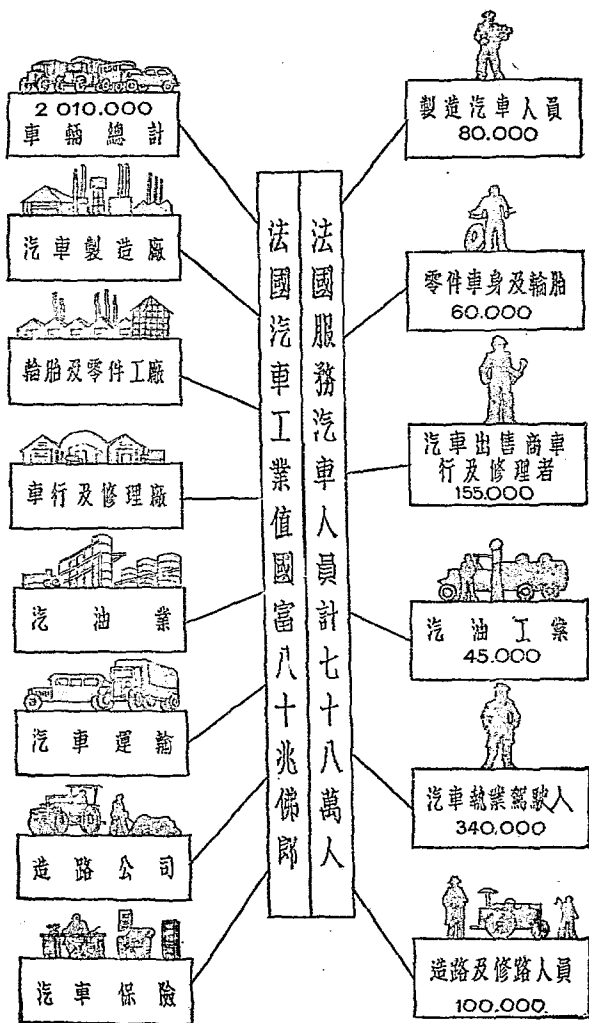 2 010.000
車輛總計
汽車製造廠
輪胎及零件工廠
車行及修理廠
汽油業
汽車運輸
造路公司
汽車保險
法國汽車工業值國富八十兆佛郎
法國服務汽車人員計七十八萬人
製造汽車人員
80.000
零件車身及輪胎
60.000
汽車出售商車
行及修理者
155.000
汽油工業
45.000
汽車執業駕駛人
340.000
造路及修路人員
100.000.